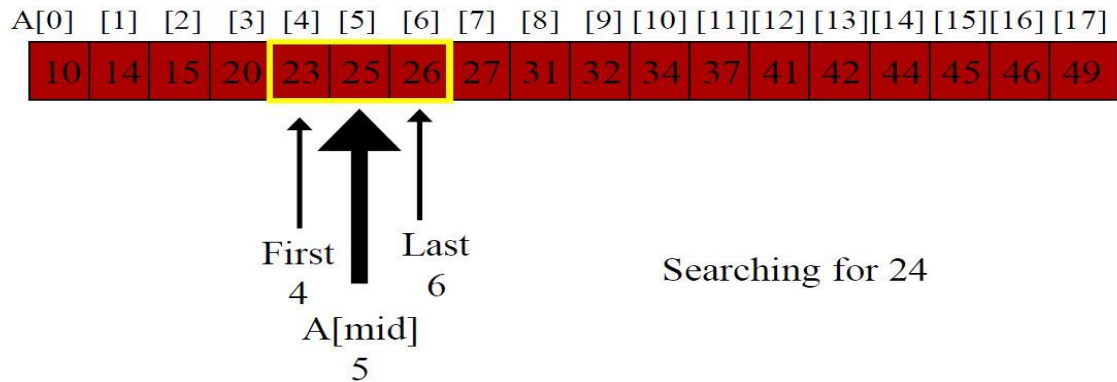 A[0] [1] [2] [3] [4] [5] [6] [7] [8] [9] [10] [11][12] [13][14] [15][16] [17]
10 14 15 20 23 25 26 27 31 32 34 37 41 42 44 45 46 49
First Last
4 6
Searching for 24
A[mid]
5